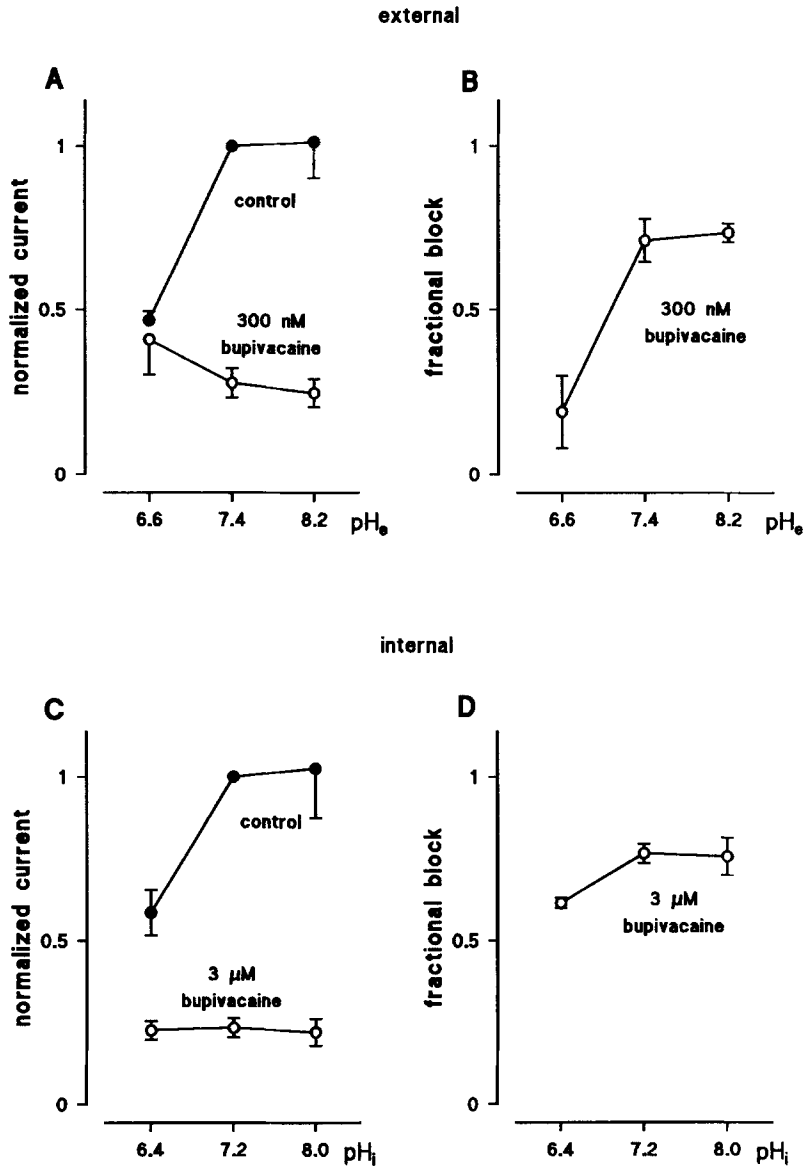 external
A
B
normalized current
1
0.5
0
control
300 nM
bupivacaine
6.6 7.4 8.2 pHe
fractional block
1
0.5
0
300 nM
bupivacaine
6.6 7.4 8.2 pHe
internal
C
D
normalized current
1
0.5
0
control
3 µM
bupivacaine
6.4 7.2 8.0 pHi
fractional block
1
0.5
0
3 µM
bupivacaine
6.4 7.2 8.0 pHi